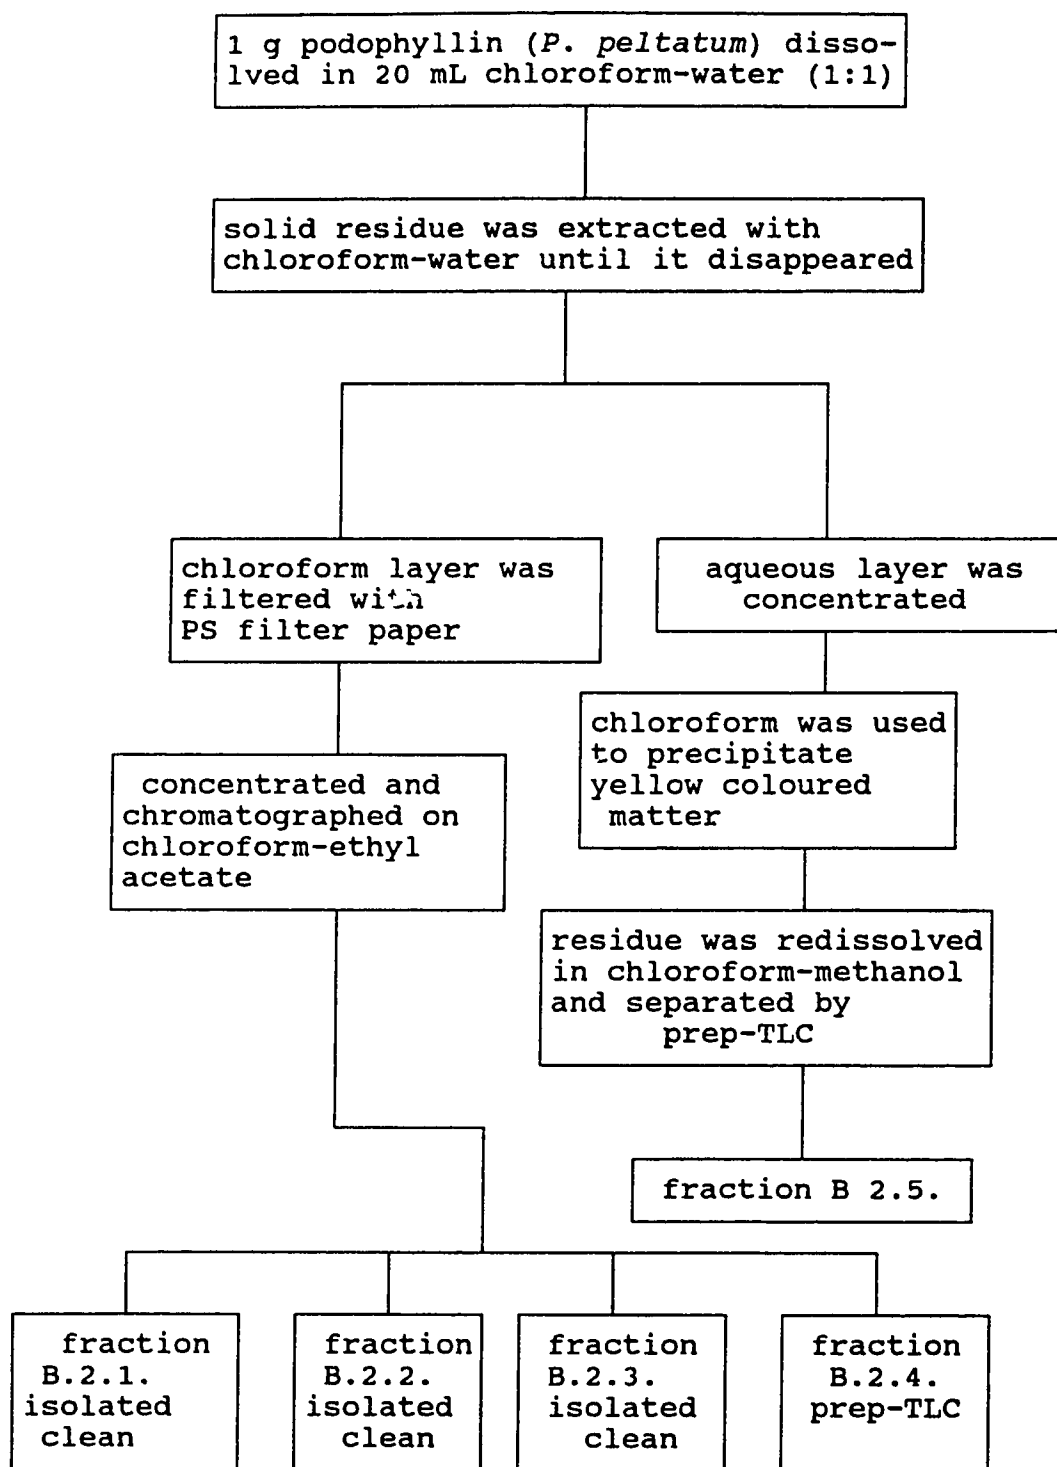 1 g podophyllin (P. peltatum) disso-
lved in 20 mL chloroform-water (1:1)
solid residue was extracted with
chloroform-water until it disappeared
chloroform layer was
filtered with
PS filter paper
aqueous layer was
concentrated
concentrated and
chromatographed on
chloroform-ethyl
acetate
chloroform was used
to precipitate
yellow coloured
matter
residue was redissolved
in chloroform-methanol
and separated by
prep-TLC
fraction B 2.5.
fraction
B.2.1.
isolated
clean
fraction
B.2.2.
isolated
clean
fraction
B.2.3.
isolated
clean
fraction
B.2.4.
prep-TLC